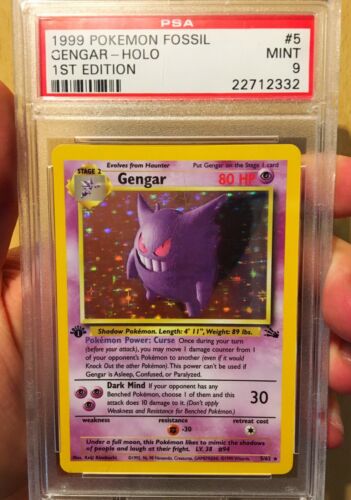 PSA
1999 POKEMON FOSSIL #5
GENGAR-HOLO MINT
1ST EDITION 9
22712332
Evolves from Haunter Put Gengar on the Stage 1 card
STAGE 2
Gengar 80 HP
Shadow Pokémon. Length: 4' 11", Weight: 89 lbs.
Pokémon Power: Curse Once during your turn
(before your attack), you may move 1 damage counter from 1
of your opponent's Pokémon to another (even if it would
Knock Out the other Pokémon). This power can't be used if
Gengar is Asleep, Confused, or Paralyzed.
Dark Mind If your opponent has any
Benched Pokémon, choose 1 of them and this
attack does 10 damage to it. (Don't apply
Weakness and Resistance for Benched Pokémon.)
30
weakness resistance retreat cost
-30
Under a full moon, this Pokémon likes to mimic the shadows
of people and laugh at their fright. LV. 38 #94
5/62